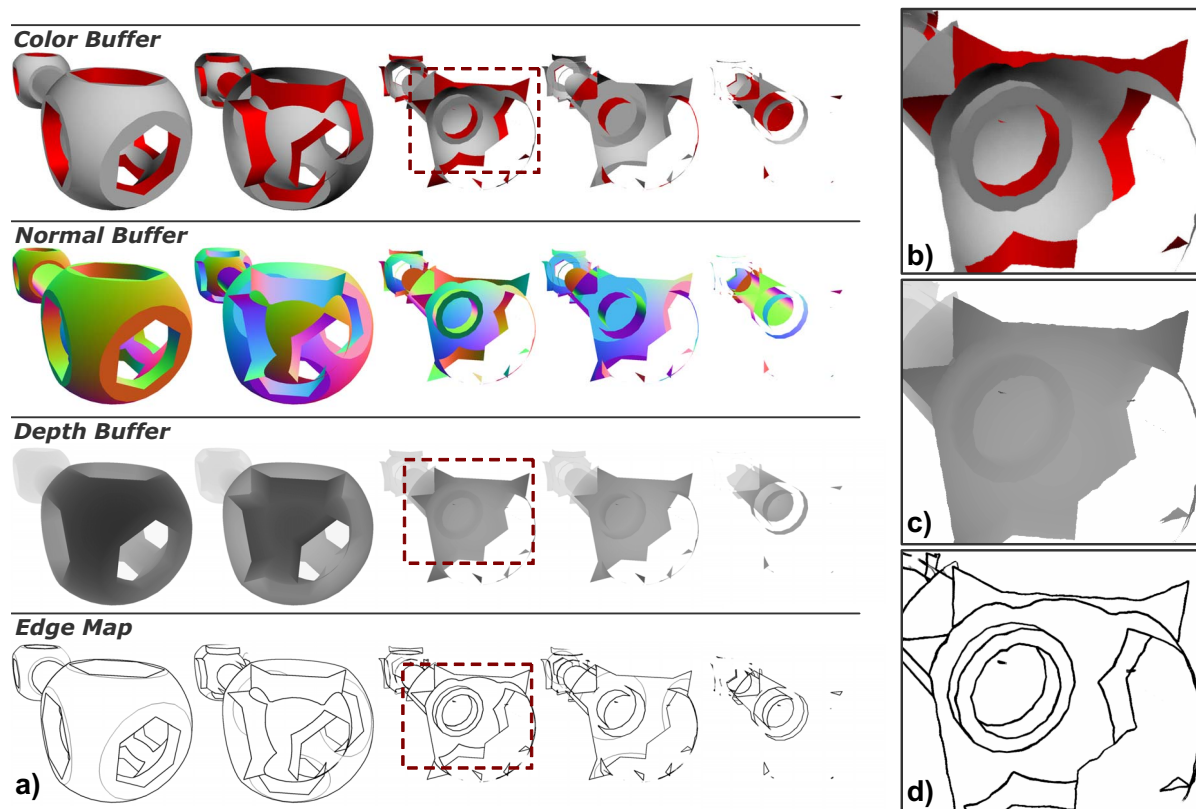 Color Buffer
Normal Buffer
Depth Buffer
Edge Map
a)
b)
c)
d)